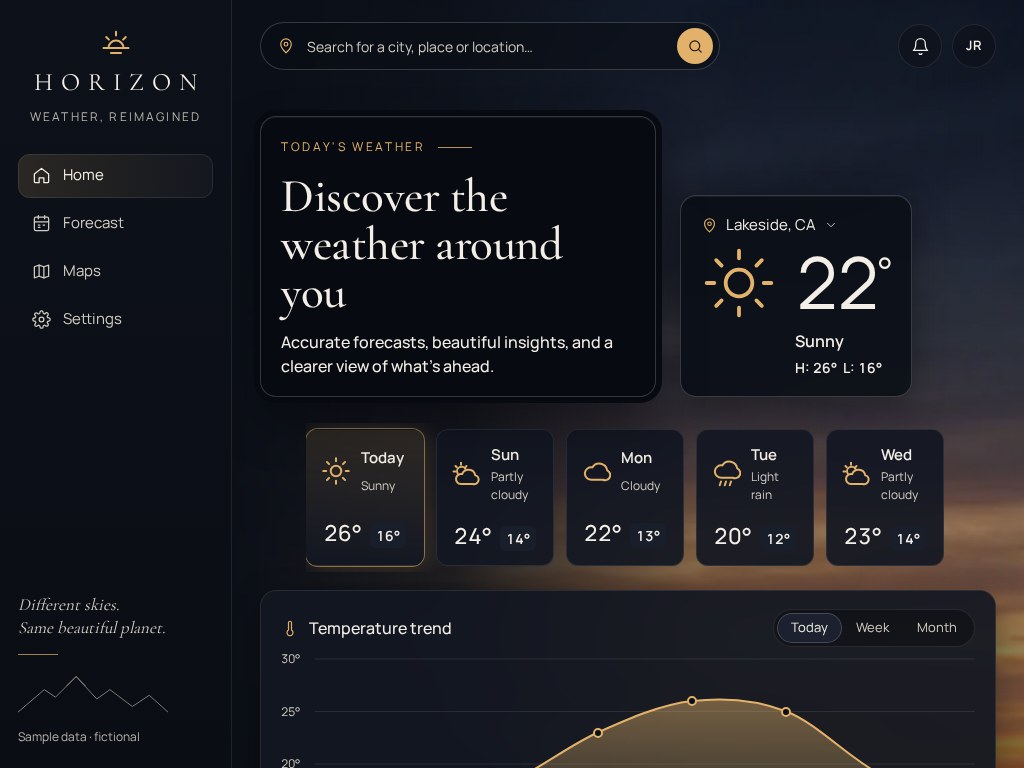 HORIZON
WEATHER, REIMAGINED
Home
Forecast
Maps
Settings
Different skies.
Same beautiful planet.
Sample data · fictional
Search for a city, place or location…
JR
TODAY'S WEATHER
Discover the
weather around
you
Accurate forecasts, beautiful insights, and a
clearer view of what's ahead.
Lakeside, CA
22°
Sunny
H: 26° L: 16°
Today
Sunny
26° 16°
Sun
Partly
cloudy
24° 14°
Mon
Cloudy
22° 13°
Tue
Light
rain
20° 12°
Wed
Partly
cloudy
23° 14°
Temperature trend
Today Week Month
30°
25°
20°